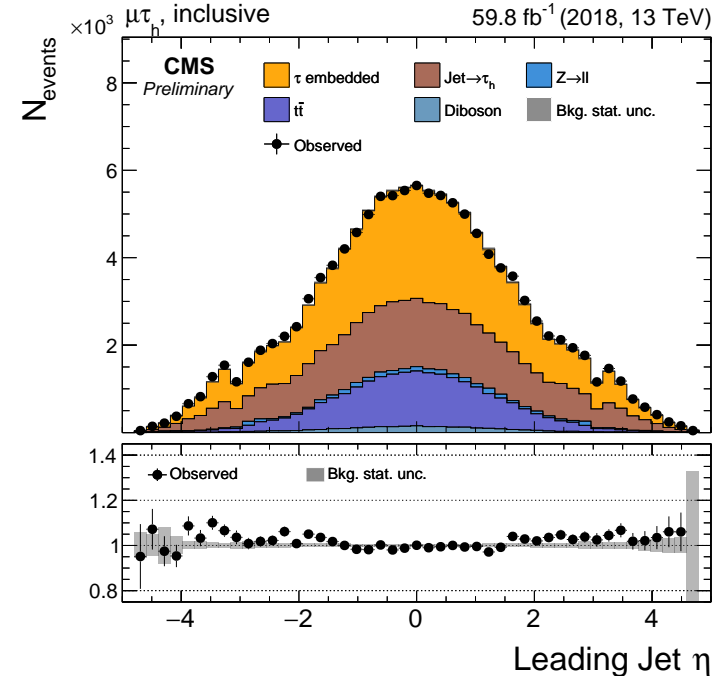 ×10³ μτₕ, inclusive 59.8 fb⁻¹ (2018, 13 TeV)
N_events
CMS
Preliminary
τ embedded Jet→τₕ Z→ll
tt̄ Diboson Bkg. stat. unc.
Observed
8
6
4
2
Observed Bkg. stat. unc.
1.4
1.2
1
0.8
−4 −2 0 2 4
Leading Jet η